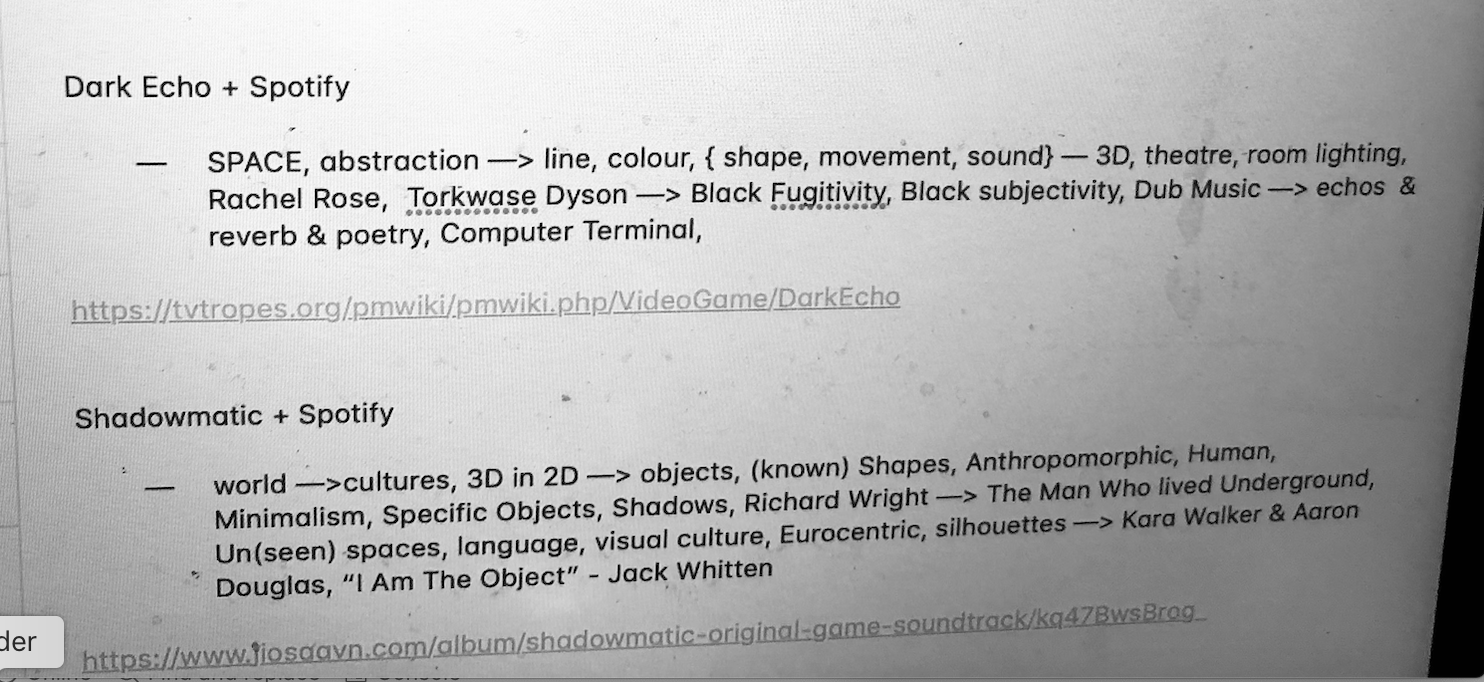 Dark Echo + Spotify
— SPACE, abstraction —> line, colour, { shape, movement, sound} — 3D, theatre, room lighting,
Rachel Rose, Torkwase Dyson —> Black Fugitivity, Black subjectivity, Dub Music —> echos &
reverb & poetry, Computer Terminal,
https://tvtropes.org/pmwiki/pmwiki.php/VideoGame/DarkEcho
Shadowmatic + Spotify
— world —>cultures, 3D in 2D —> objects, (known) Shapes, Anthropomorphic, Human,
Minimalism, Specific Objects, Shadows, Richard Wright —> The Man Who lived Underground,
Un(seen) spaces, language, visual culture, Eurocentric, silhouettes —> Kara Walker & Aaron
Douglas, “I Am The Object” - Jack Whitten
der
https://www.jiosaavn.com/album/shadowmatic-original-game-soundtrack/kq47BwsBrog_